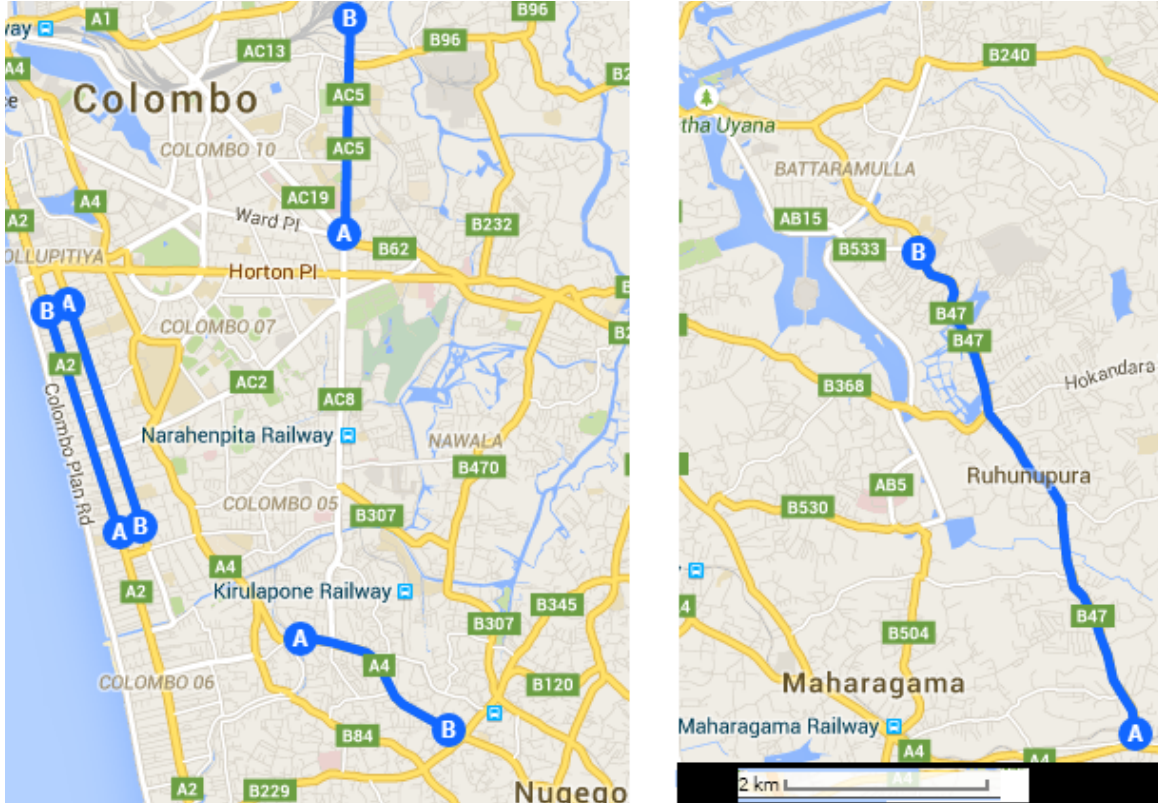 A1
B
B96
way
AC13
B96
A4
AC5
B2
Colombo
ce
COLOMBO 10
AC5
AC19
A4
Ward Pl
B232
A2
A
B62
OLLUPITIYA
Horton Pl
B
A
B
COLOMBO 07
B2
A2
AC2
AC8
Colombo Plan Rd
Narahenpita Railway
NAWALA
B470
COLOMBO 05
B307
A
B
A4
A2
Kirulapone Railway
B345
B307
A
A4
COLOMBO 06
B120
B
B84
A2
B229
Nugego
B240
tha Uyana
BATTARAMULLA
AB15
B533
B
B47
B47
Hokandara
B368
Ruhunupura
AB5
B530
4
B47
B504
Maharagama
Maharagama Railway
A
A4
A4
A4
2 km